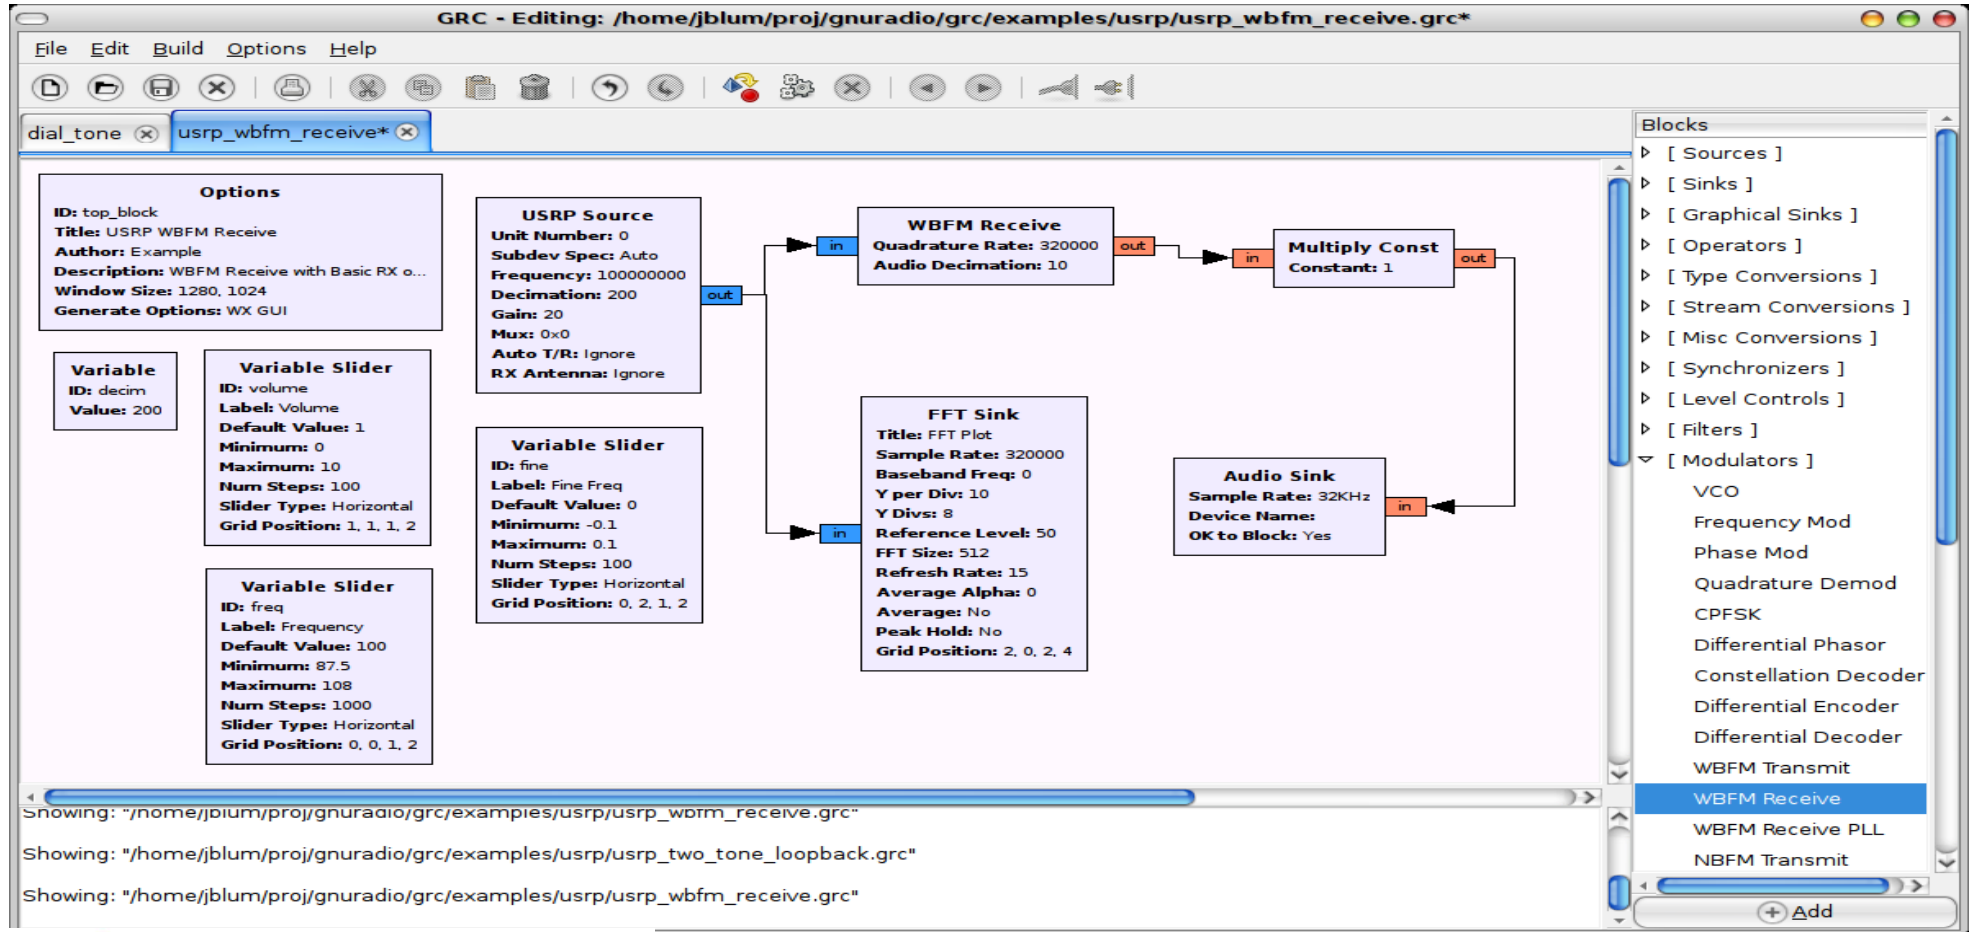 GRC - Editing: /home/jblum/proj/gnuradio/grc/examples/usrp/usrp_wbfm_receive.grc*
File Edit Build Options Help
dial_tone
usrp_wbfm_receive*
Options
ID: top_block
Title: USRP WBFM Receive
Author: Example
Description: WBFM Receive with Basic RX o...
Window Size: 1280, 1024
Generate Options: WX GUI
Variable
ID: decim
Value: 200
Variable Slider
ID: volume
Label: Volume
Default Value: 1
Minimum: 0
Maximum: 10
Num Steps: 100
Slider Type: Horizontal
Grid Position: 1, 1, 1, 2
Variable Slider
ID: freq
Label: Frequency
Default Value: 100
Minimum: 87.5
Maximum: 108
Num Steps: 1000
Slider Type: Horizontal
Grid Position: 0, 0, 1, 2
USRP Source
Unit Number: 0
Subdev Spec: Auto
Frequency: 100000000
Decimation: 200
Gain: 20
Mux: 0x0
Auto T/R: Ignore
RX Antenna: Ignore
out
Variable Slider
ID: fine
Label: Fine Freq
Default Value: 0
Minimum: -0.1
Maximum: 0.1
Num Steps: 100
Slider Type: Horizontal
Grid Position: 0, 2, 1, 2
in
WBFM Receive
Quadrature Rate: 320000
Audio Decimation: 10
out
in
FFT Sink
Title: FFT Plot
Sample Rate: 320000
Baseband Freq: 0
Y per Div: 10
Y Divs: 8
Reference Level: 50
FFT Size: 512
Refresh Rate: 15
Average Alpha: 0
Average: No
Peak Hold: No
Grid Position: 2, 0, 2, 4
in
Multiply Const
Constant: 1
out
Audio Sink
Sample Rate: 32KHz
Device Name:
OK to Block: Yes
in
Blocks
[ Sources ]
[ Sinks ]
[ Graphical Sinks ]
[ Operators ]
[ Type Conversions ]
[ Stream Conversions ]
[ Misc Conversions ]
[ Synchronizers ]
[ Level Controls ]
[ Filters ]
[ Modulators ]
VCO
Frequency Mod
Phase Mod
Quadrature Demod
CPFSK
Differential Phasor
Constellation Decoder
Differential Encoder
Differential Decoder
WBFM Transmit
WBFM Receive
WBFM Receive PLL
NBFM Transmit
Add
Showing: "/home/jblum/proj/gnuradio/grc/examples/usrp/usrp_wbfm_receive.grc"
Showing: "/home/jblum/proj/gnuradio/grc/examples/usrp/usrp_two_tone_loopback.grc"
Showing: "/home/jblum/proj/gnuradio/grc/examples/usrp/usrp_wbfm_receive.grc"